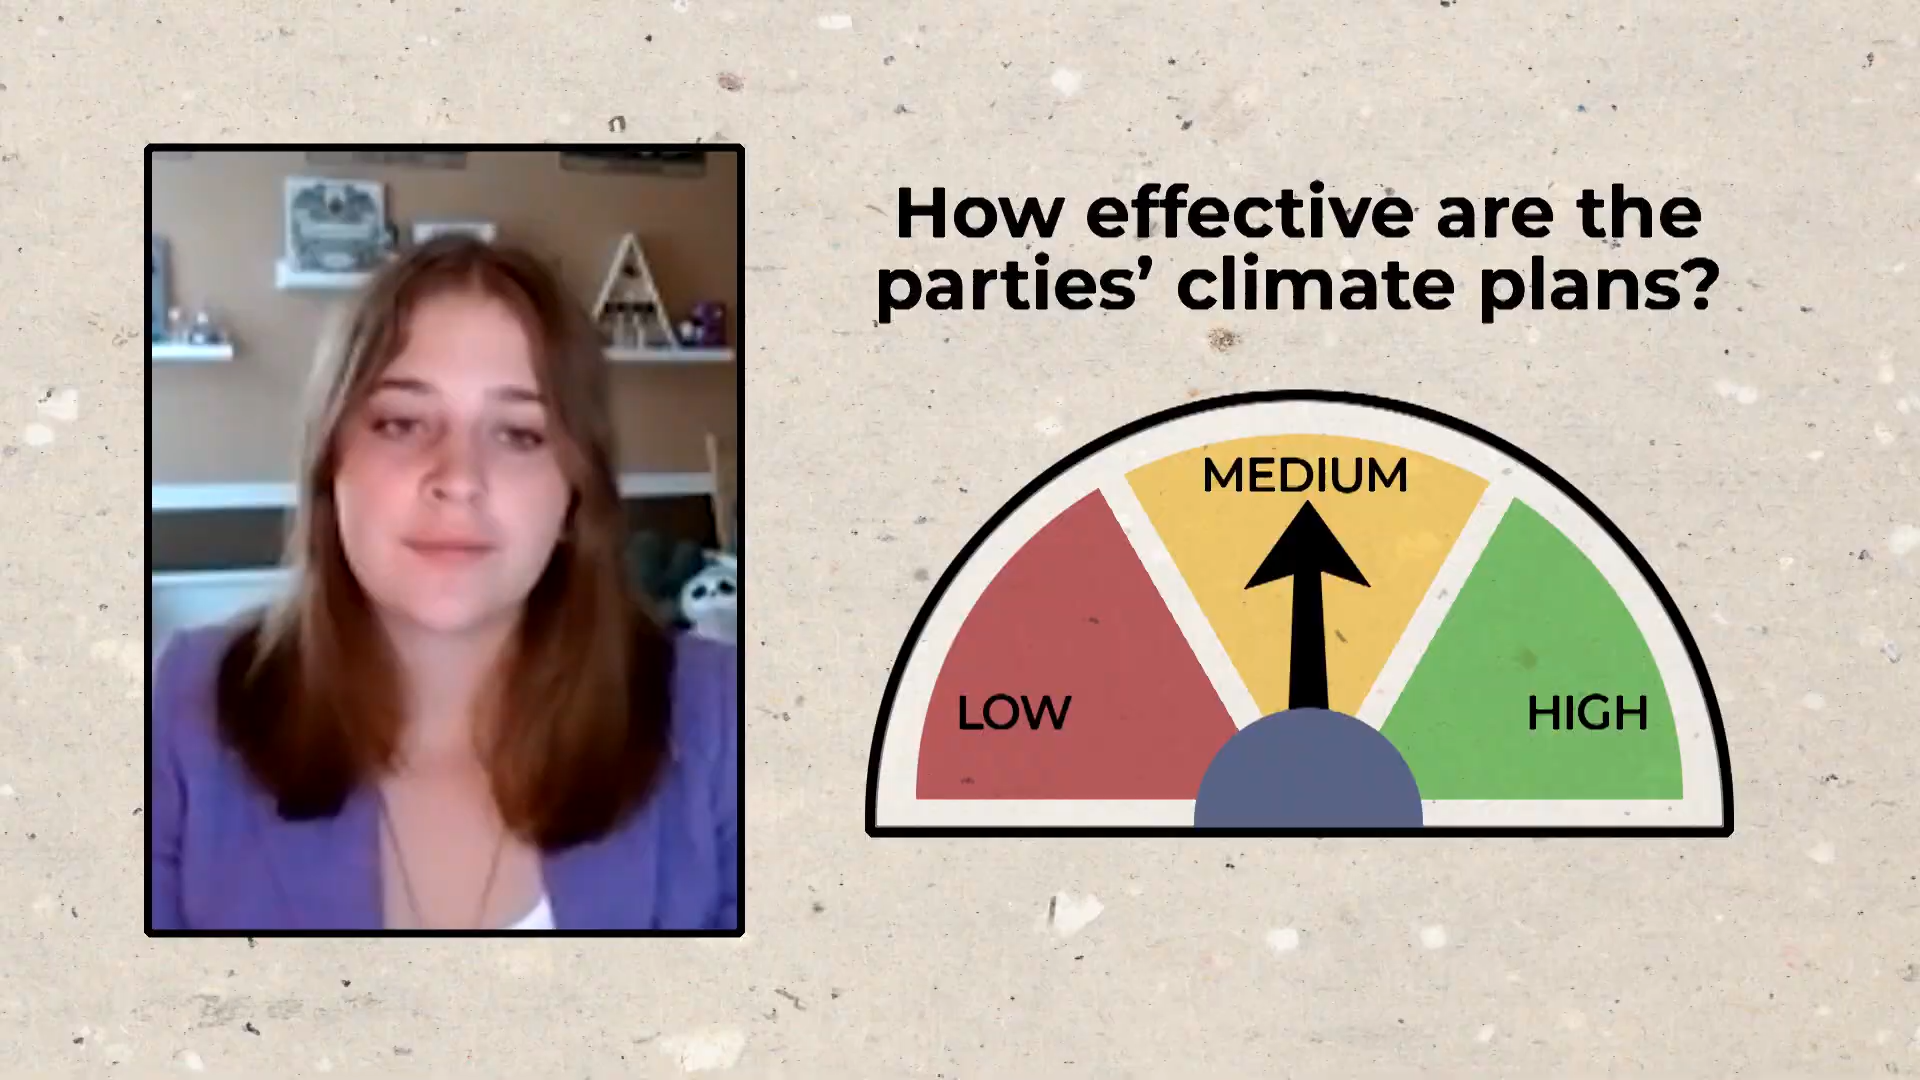 How effective are the
parties’ climate plans?
MEDIUM
LOW
HIGH